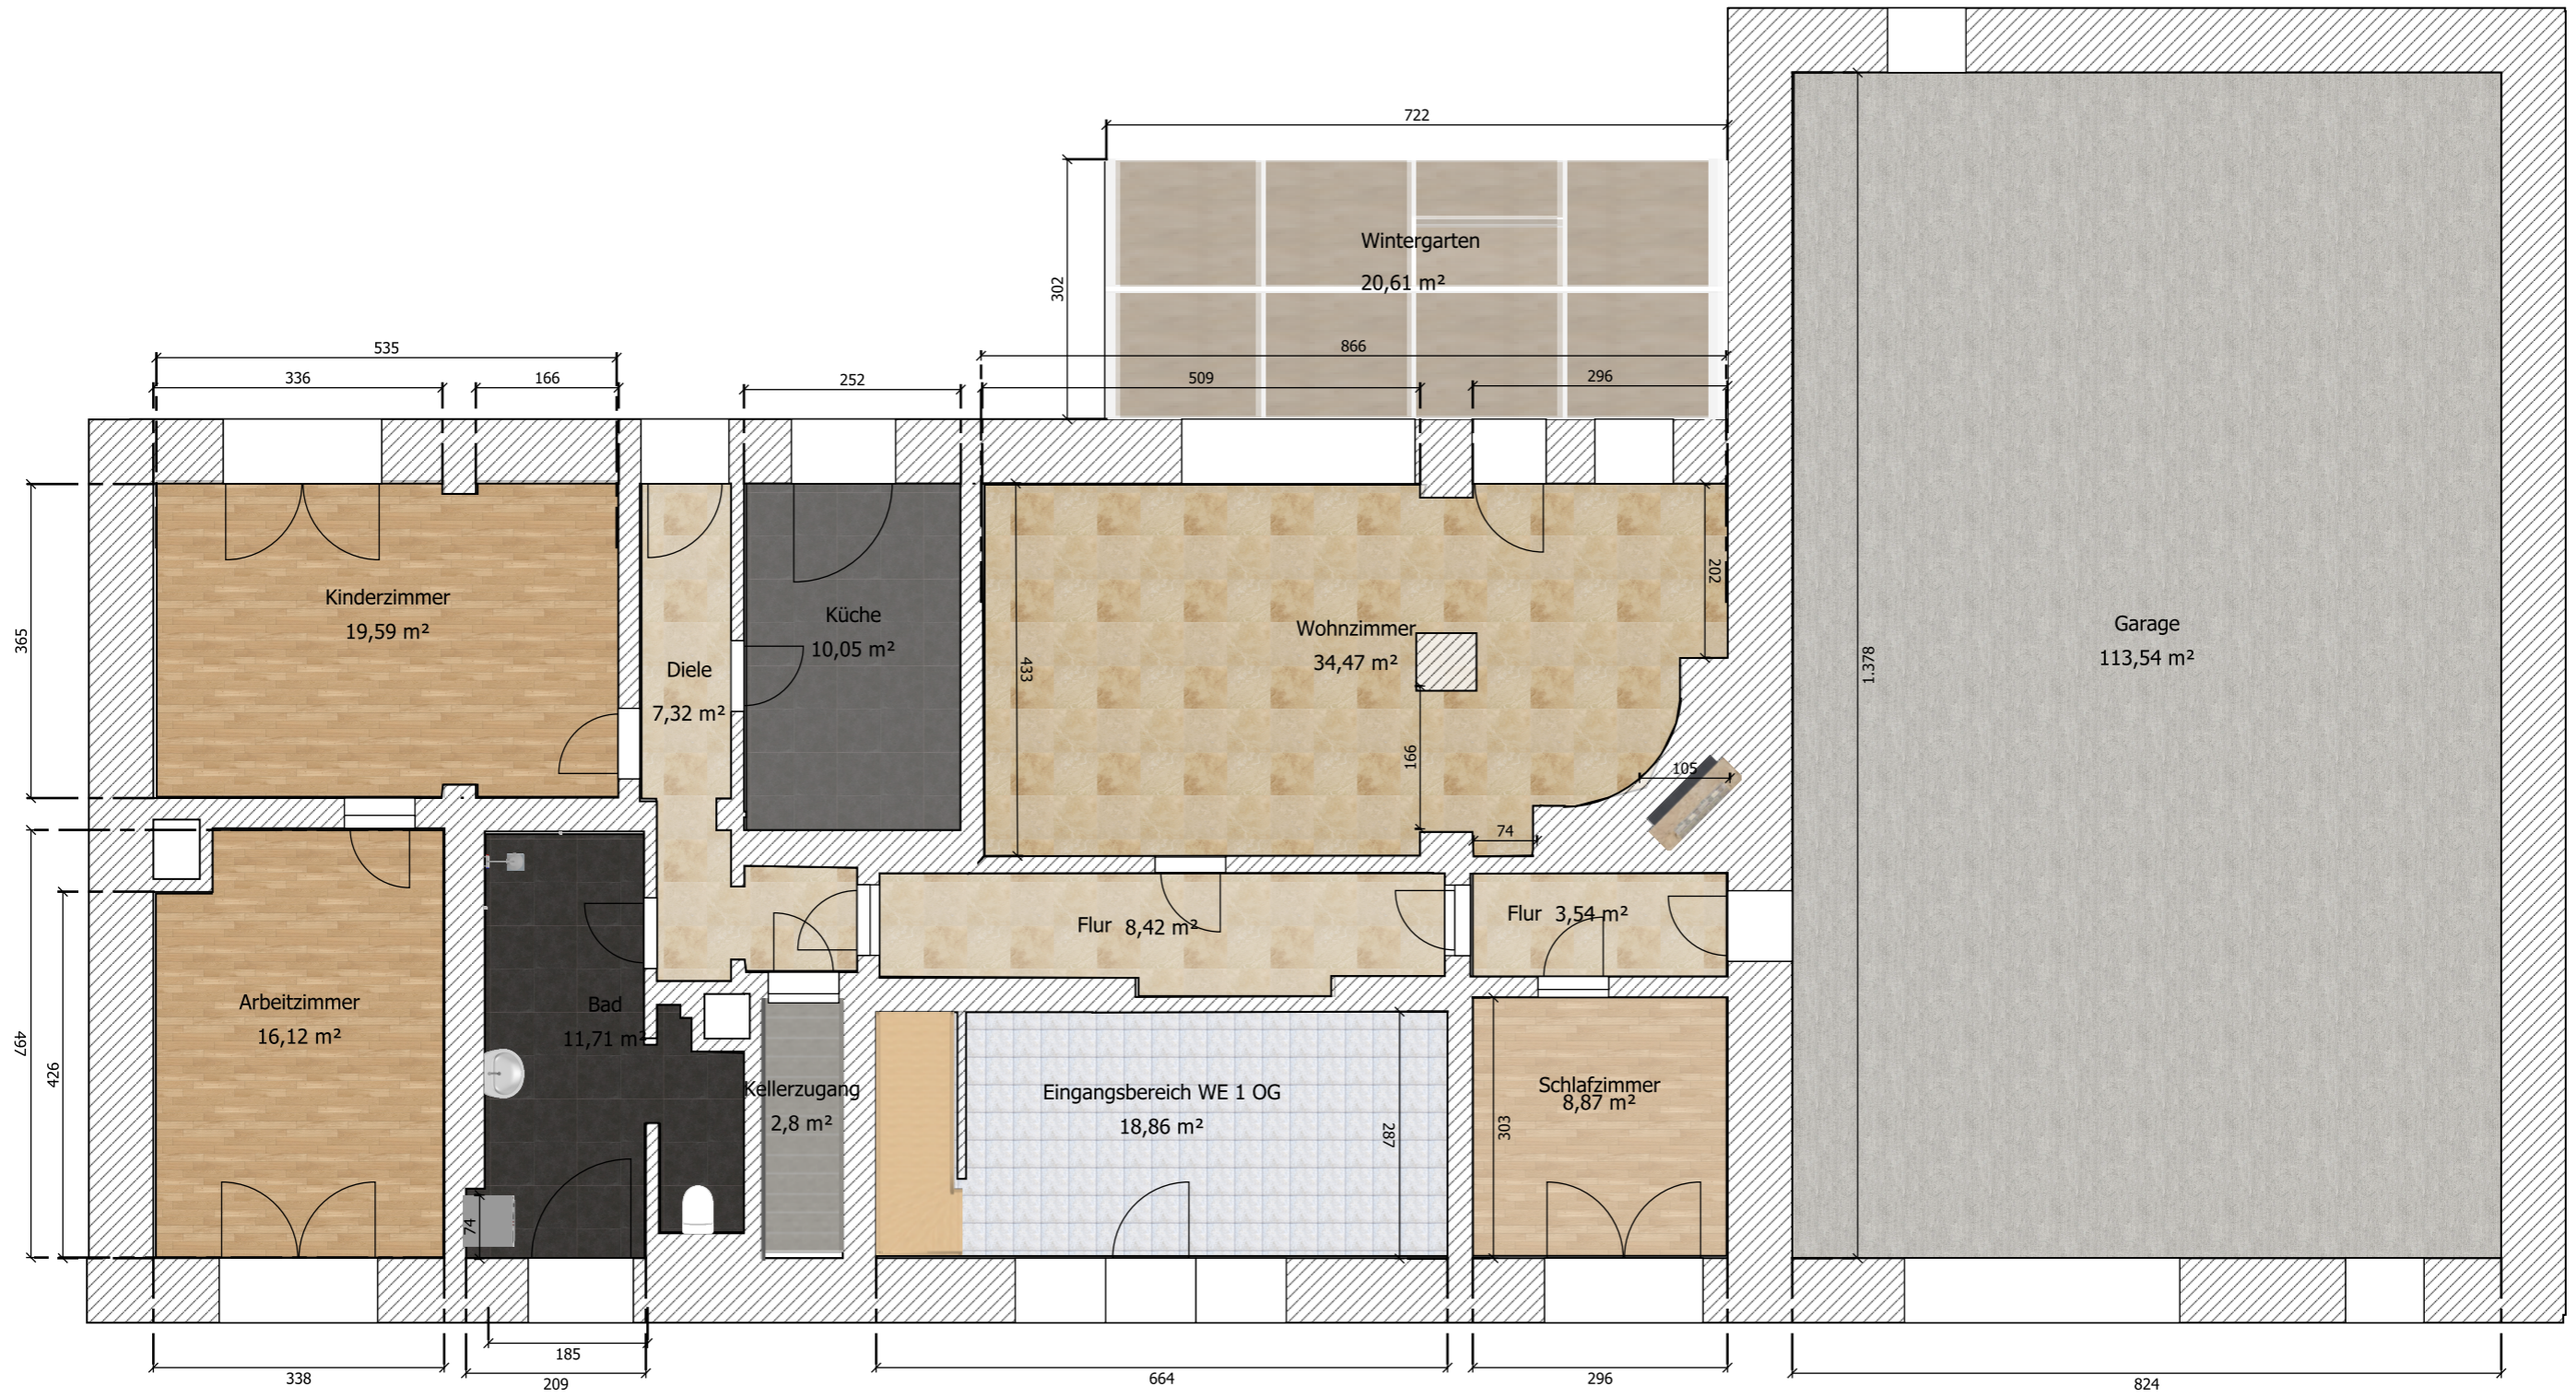 722
302
Wintergarten
20,61 m²
535
866
336
166
252
509
296
365
Kinderzimmer
19,59 m²
Diele
7,32 m²
Küche
10,05 m²
433
Wohnzimmer
34,47 m²
202
166
105
74
1.378
Garage
113,54 m²
Flur 8,42 m²
Flur 3,54 m²
497
426
Arbeitzimmer
16,12 m²
Bad
11,71 m²
74
Kellerzugang
2,8 m²
Eingangsbereich WE 1 OG
18,86 m²
287
303
Schlafzimmer
8,87 m²
185
338
209
664
296
824